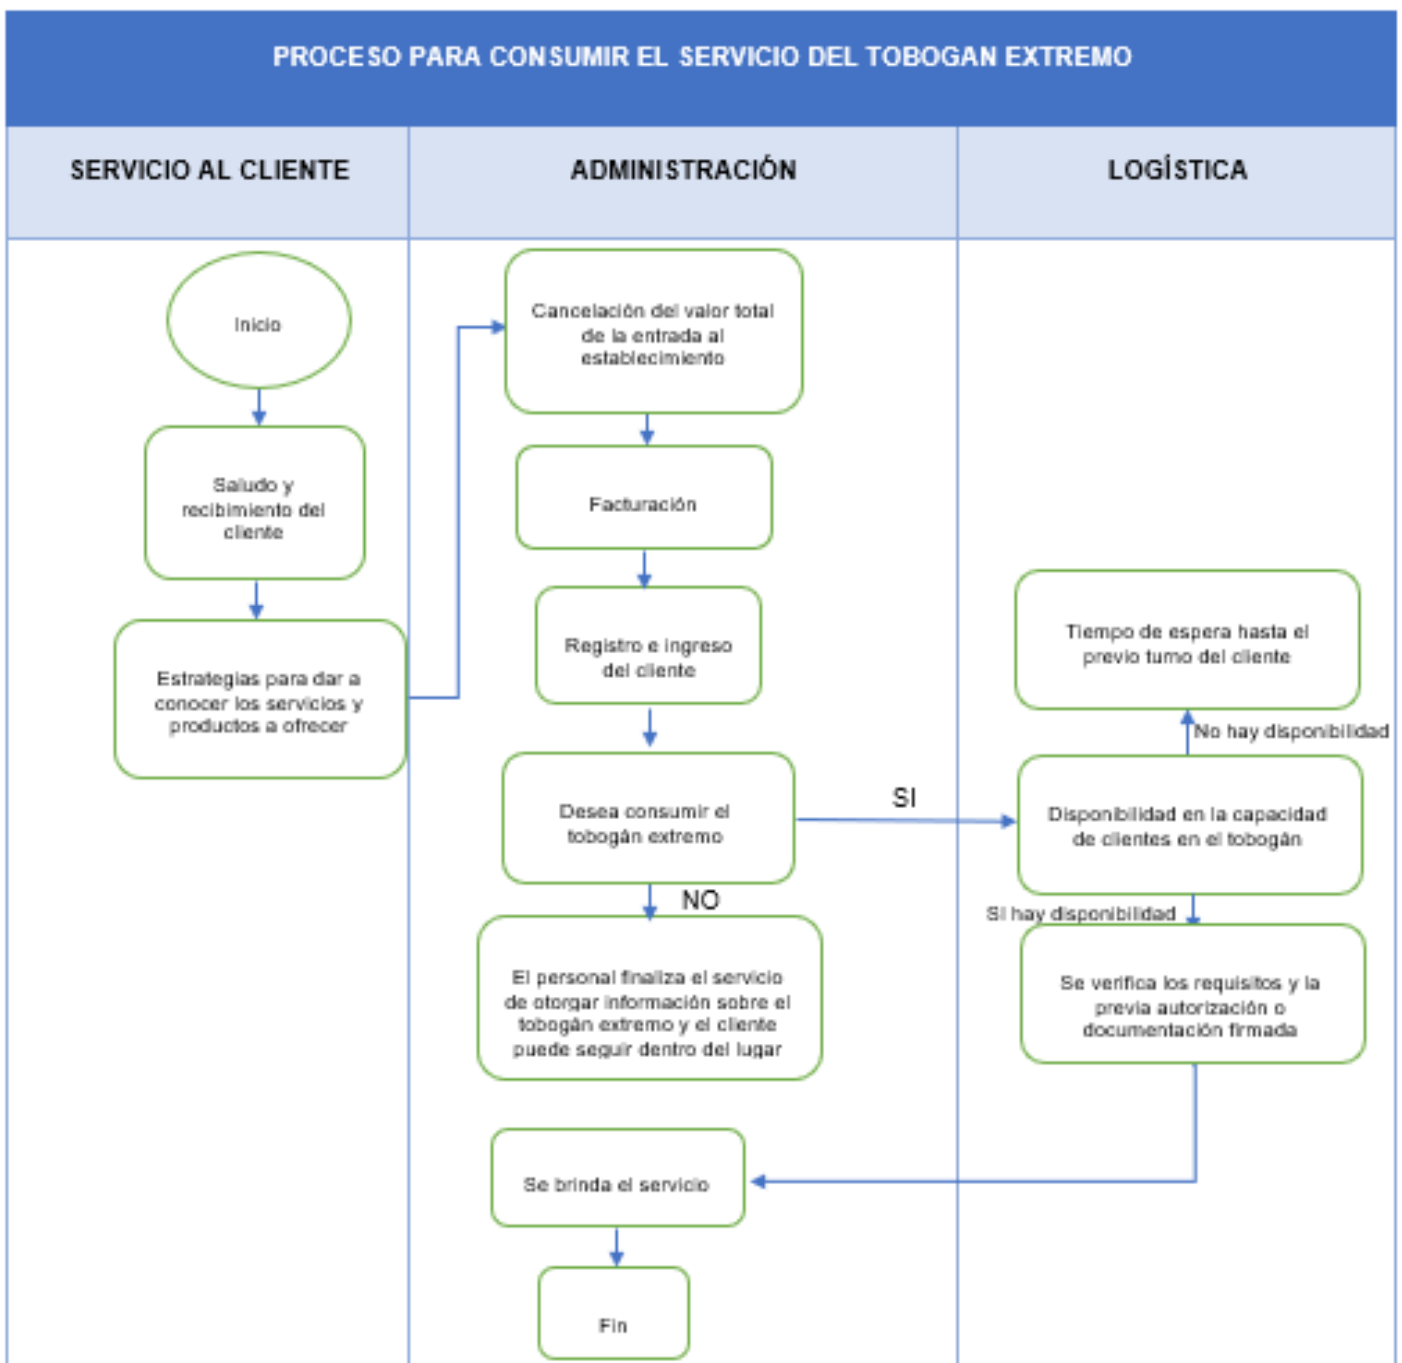 PROCESO PARA CONSUMIR EL SERVICIO DEL TOBOGAN EXTREMO
SERVICIO AL CLIENTE
ADMINISTRACIÓN
LOGÍSTICA
Inicio
Saludo y
recibimiento del
cliente
Estrategias para dar a
conocer los servicios y
productos a ofrecer
Cancelación del valor total
de la entrada al
establecimiento
Facturación
Registro e ingreso
del cliente
Desea consumir el
tobogán extremo
SI
NO
El personal finaliza el servicio
de otorgar información sobre el
tobogán extremo y el cliente
puede seguir dentro del lugar
Tiempo de espera hasta el
previo turno del cliente
No hay disponibilidad
Disponibilidad en la capacidad
de clientes en el tobogán
SI hay disponibilidad
Se verifica los requisitos y la
previa autorización o
documentación firmada
Se brinda el servicio
Fin